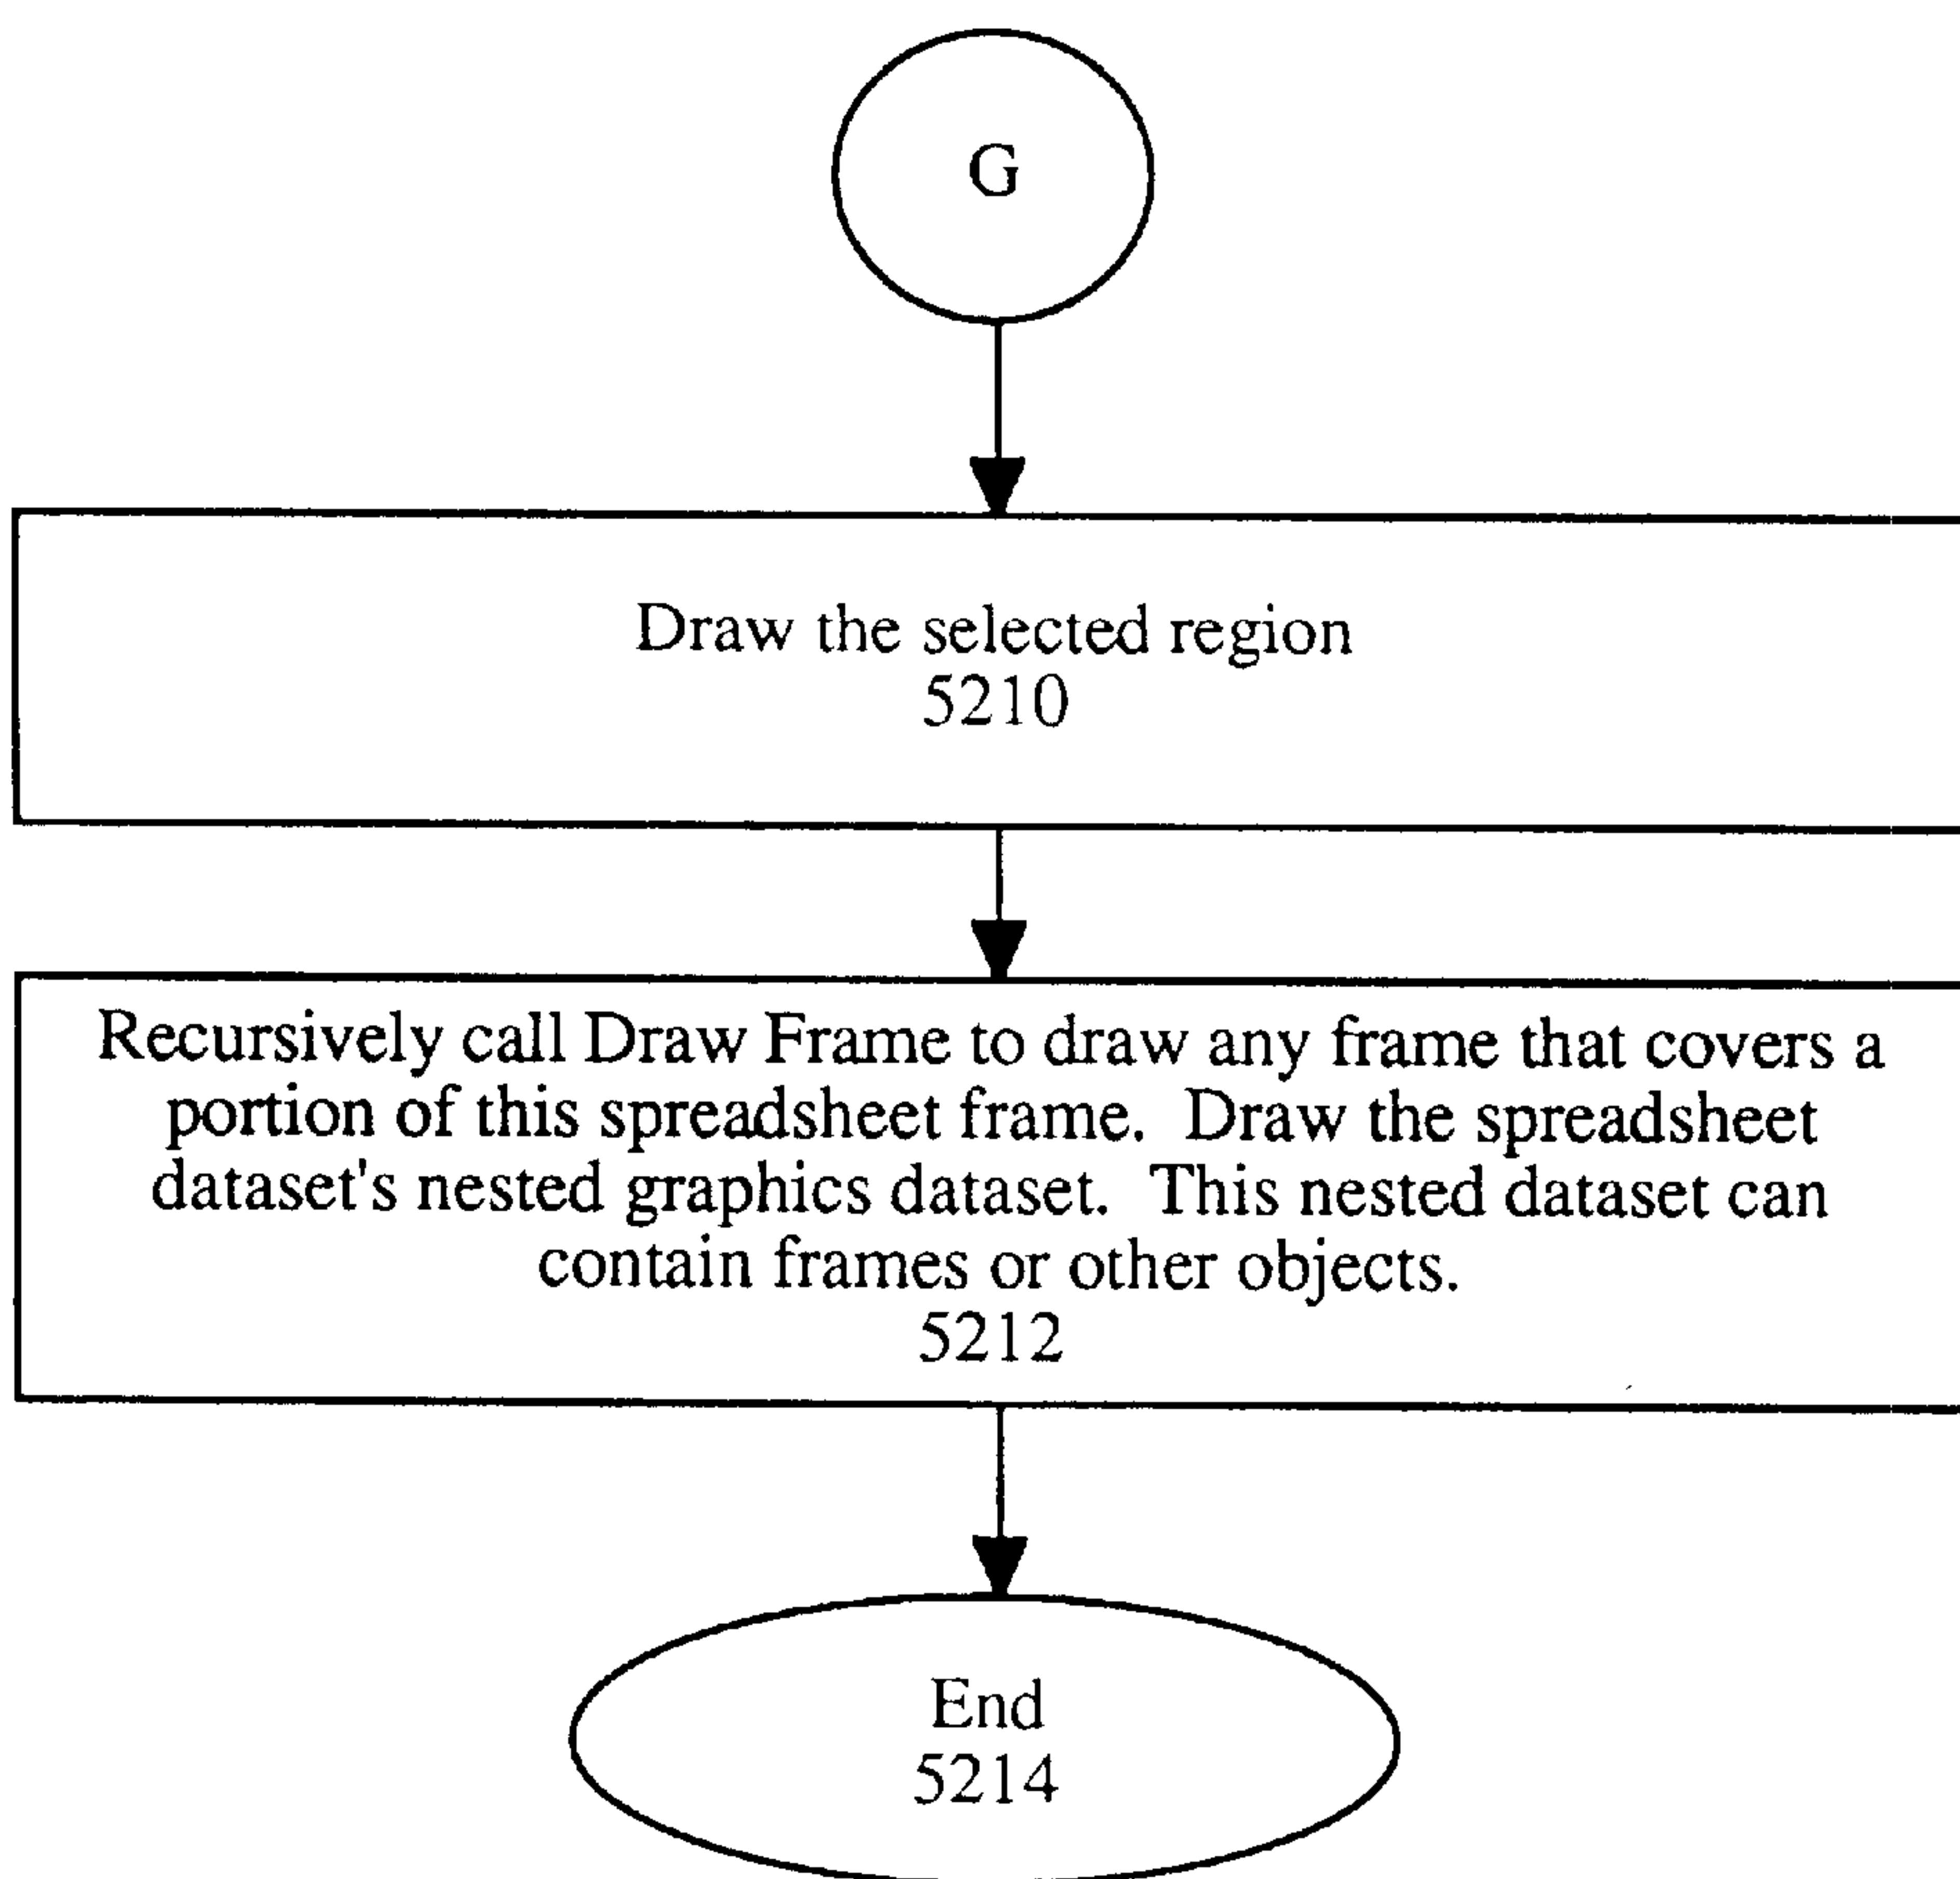 G
Draw the selected region
5210
Recursively call Draw Frame to draw any frame that covers a
portion of this spreadsheet frame.  Draw the spreadsheet
dataset's nested graphics dataset.  This nested dataset can
contain frames or other objects.
5212
End
5214